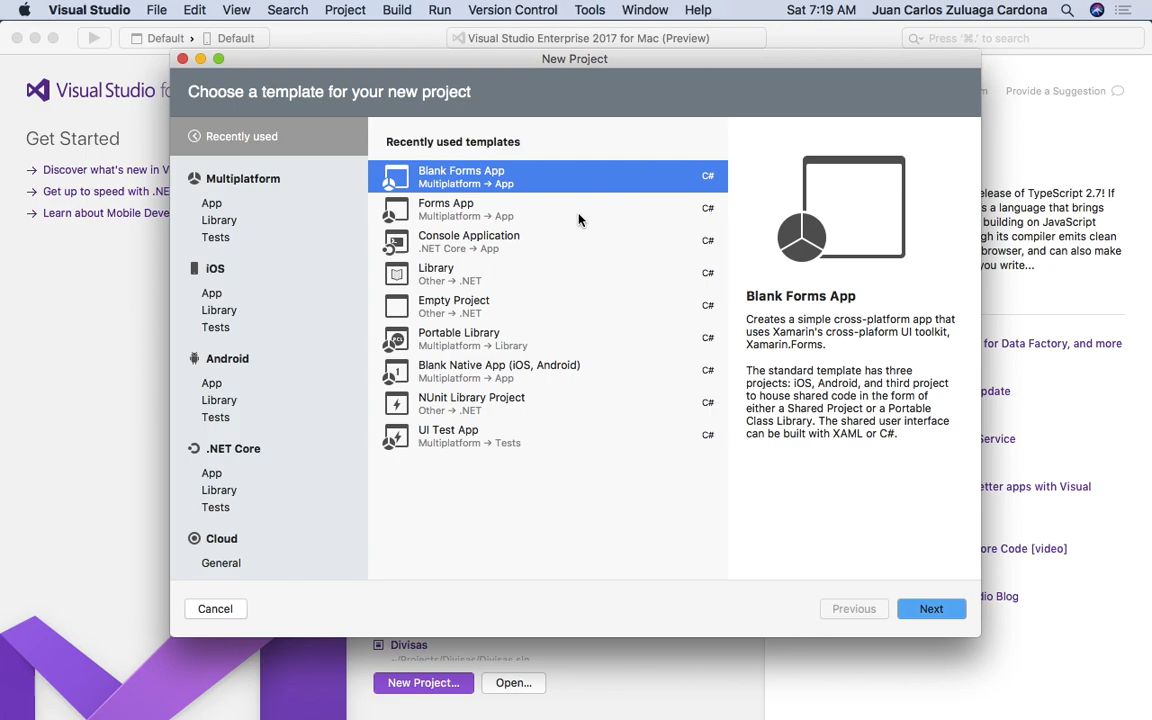 Visual Studio File Edit View Search Project Build Run Version Control Tools Window Help Sat 7:19 AM Juan Carlos Zuluaga Cardona
Default › Default
Visual Studio Enterprise 2017 for Mac (Preview)
Press '⌘.' to search
New Project
Choose a template for your new project
Visual Studio fo
Provide a Suggestion
Get Started
→ Discover what's new in V
→ Get up to speed with .NE
→ Learn about Mobile Deve
Recently used
Multiplatform
App
Library
Tests
iOS
App
Library
Tests
Android
App
Library
Tests
.NET Core
App
Library
Tests
Cloud
General
Recently used templates
Blank Forms App C#
Multiplatform → App
Forms App C#
Multiplatform → App
Console Application C#
.NET Core → App
Library C#
Other → .NET
Empty Project C#
Other → .NET
Portable Library C#
Multiplatform → Library
Blank Native App (iOS, Android) C#
Multiplatform → App
NUnit Library Project C#
Other → .NET
UI Test App C#
Multiplatform → Tests
Blank Forms App
Creates a simple cross-platform app that
uses Xamarin's cross-plaform UI toolkit,
Xamarin.Forms.
The standard template has three
projects: iOS, Android, and third project
to house shared code in the form of
either a Shared Project or a Portable
Class Library. The shared user interface
can be built with XAML or C#.
elease of TypeScript 2.7! If
s a language that brings
building on JavaScript
gh its compiler emits clean
browser, and can also make
you write...
for Data Factory, and more
pdate
ervice
etter apps with Visual
ore Code [video]
dio Blog
Cancel
Previous
Next
Divisas
~/Projects/Divisas/Divisas.sln
New Project...
Open...